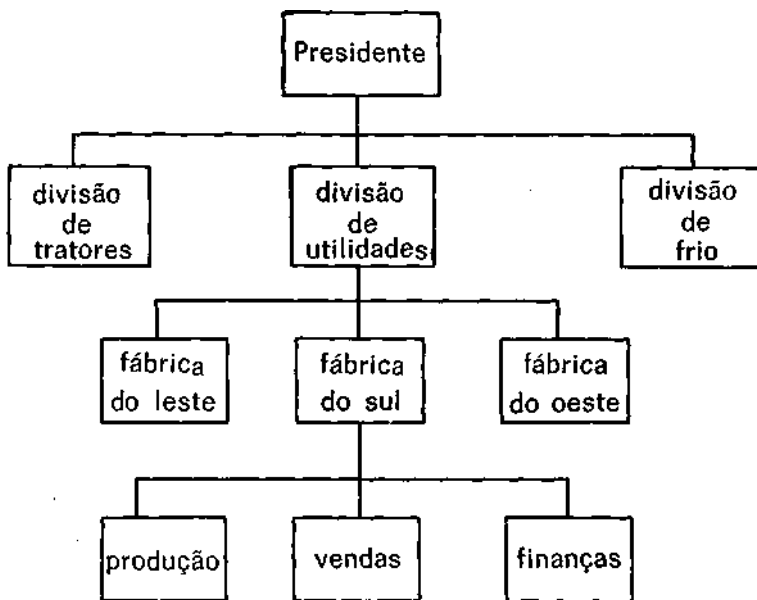 Presidente
divisão
de
tratores
divisão
de
utilidades
divisão
de
frio
fábrica
do leste
fábrica
do sul
fábrica
do oeste
produção
vendas
finanças